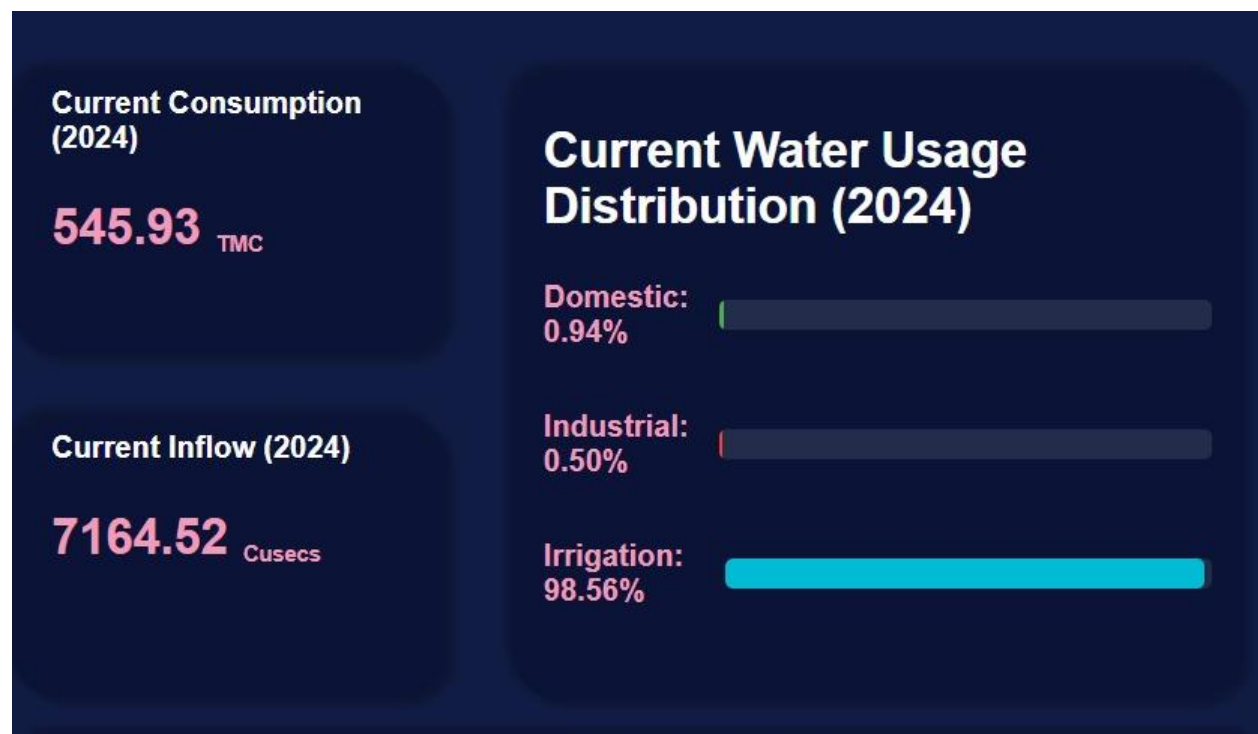 Current Consumption
(2024)
545.93 TMC
Current Inflow (2024)
7164.52 Cusecs
Current Water Usage
Distribution (2024)
Domestic:
0.94%
Industrial:
0.50%
Irrigation:
98.56%